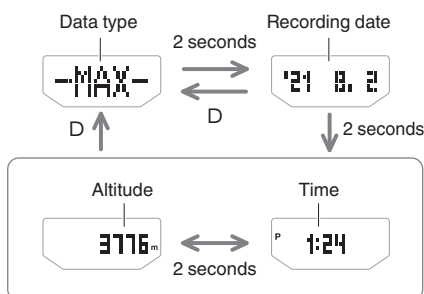 Data type
Recording date
2 seconds
-MAX-
'21 8. 2
D
D
2 seconds
Altitude
Time
3776m
P 1:24
2 seconds